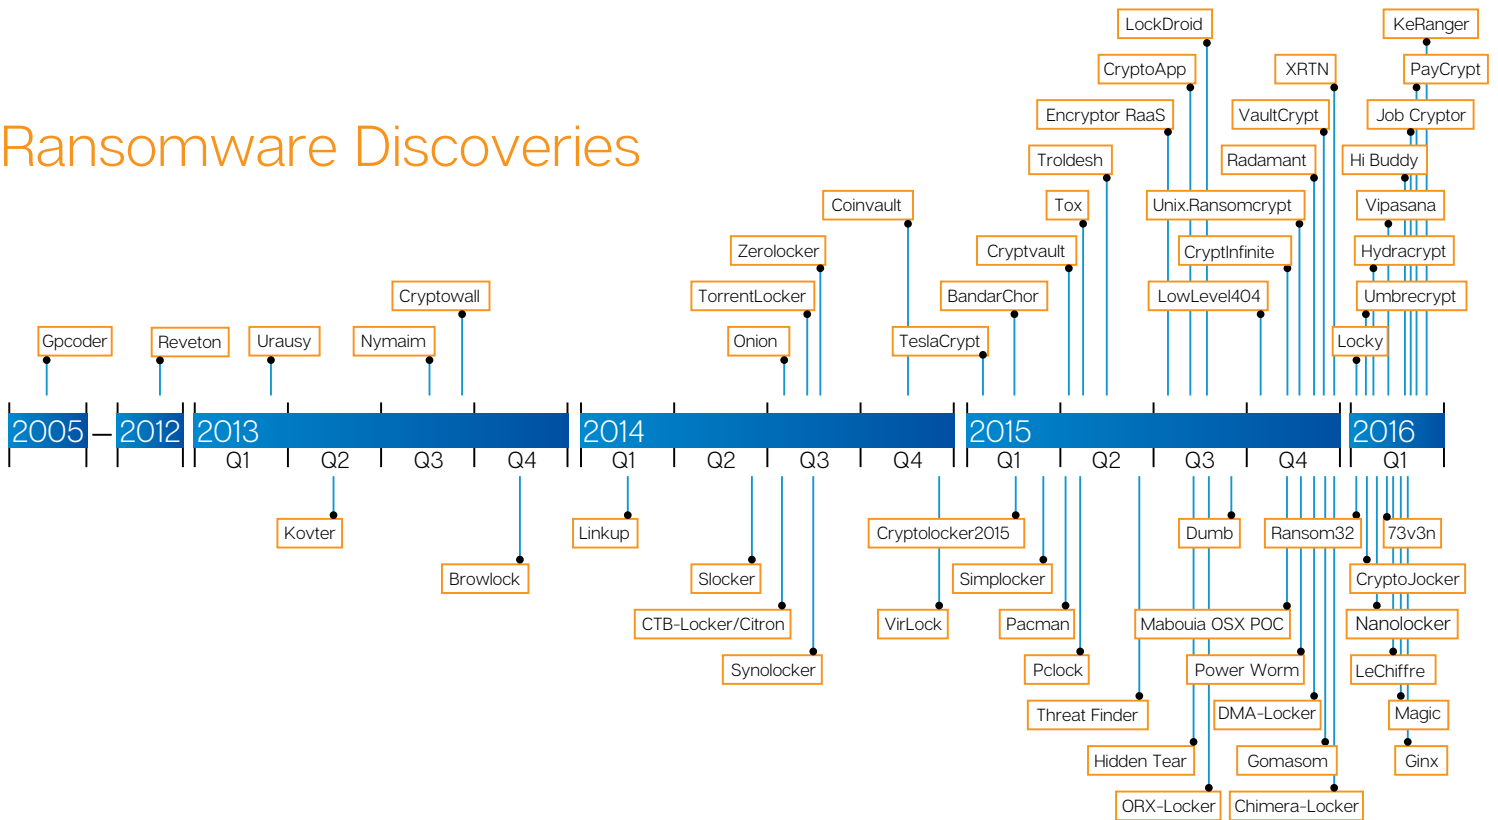 LockDroid
KeRanger
CryptoApp
XRTN
PayCrypt
Encryptor RaaS
VaultCrypt
Job Cryptor
Ransomware Discoveries
Troldesh
Radamant
Hi Buddy
Coinvault
Tox
Unix.Ransomcrypt
Vipasana
Zerolocker
Cryptvault
CryptInfinite
Hydracrypt
Cryptowall
TorrentLocker
BandarChor
LowLevel404
Umbrecrypt
Gpcoder
Reveton
Urausy
Nymaim
Onion
TeslaCrypt
Locky
2005 – 2012 2013 2014 2015 2016
Q1 Q2 Q3 Q4 Q1 Q2 Q3 Q4 Q1 Q2 Q3 Q4 Q1
Kovter
Linkup
Cryptolocker2015
Dumb
Ransom32
73v3n
Browlock
Slocker
Simplocker
CryptoJocker
CTB-Locker/Citron
VirLock
Pacman
Mabouia OSX POC
Nanolocker
Synolocker
Pclock
Power Worm
LeChiffre
Threat Finder
DMA-Locker
Magic
Hidden Tear
Gomasom
Ginx
ORX-Locker
Chimera-Locker